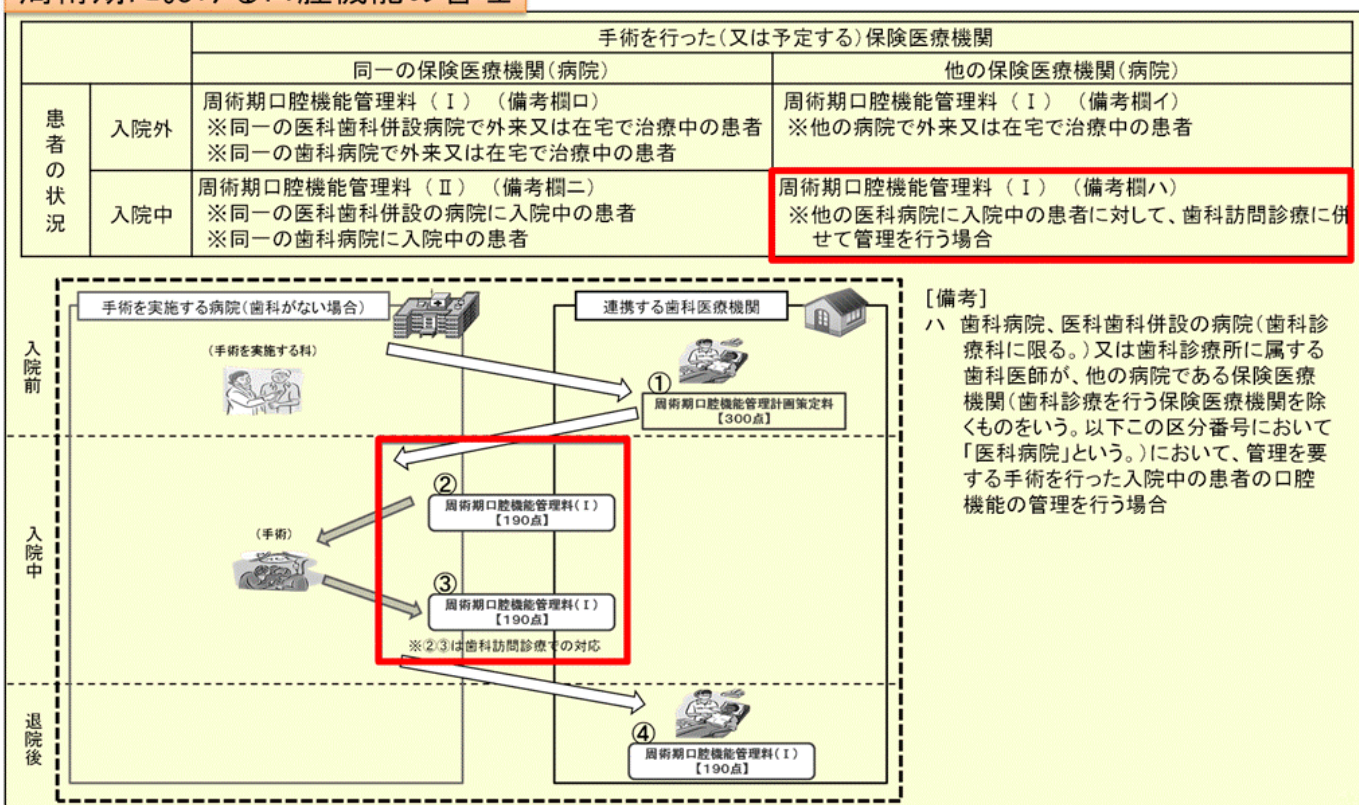 周術期における口腔機能の管理
手術を行った(又は予定する)保険医療機関
同一の保険医療機関(病院)
他の保険医療機関(病院)
患者の状況
入院外
周術期口腔機能管理料(Ⅰ)(備考欄ロ)
※同一の医科歯科併設病院で外来又は在宅で治療中の患者
※同一の歯科病院で外来又は在宅で治療中の患者
周術期口腔機能管理料(Ⅰ)(備考欄イ)
※他の病院で外来又は在宅で治療中の患者
入院中
周術期口腔機能管理料(Ⅱ)(備考欄ニ)
※同一の医科歯科併設の病院に入院中の患者
※同一の歯科病院に入院中の患者
周術期口腔機能管理料(Ⅰ)(備考欄ハ)
※他の医科病院に入院中の患者に対して、歯科訪問診療に併
せて管理を行う場合
手術を実施する病院(歯科がない場合)
連携する歯科医療機関
入院前
(手術を実施する科)
①
周術期口腔機能管理計画策定料
【300点】
入院中
②
周術期口腔機能管理料(Ⅰ)
【190点】
(手術)
③
周術期口腔機能管理料(Ⅰ)
【190点】
※②③は歯科訪問診療での対応
退院後
④
周術期口腔機能管理料(Ⅰ)
【190点】
[備考]
ハ 歯科病院、医科歯科併設の病院(歯科診
療科に限る。)又は歯科診療所に属する
歯科医師が、他の病院である保険医療
機関(歯科診療を行う保険医療機関を除
くものをいう。以下この区分番号において
「医科病院」という。)において、管理を要
する手術を行った入院中の患者の口腔
機能の管理を行う場合